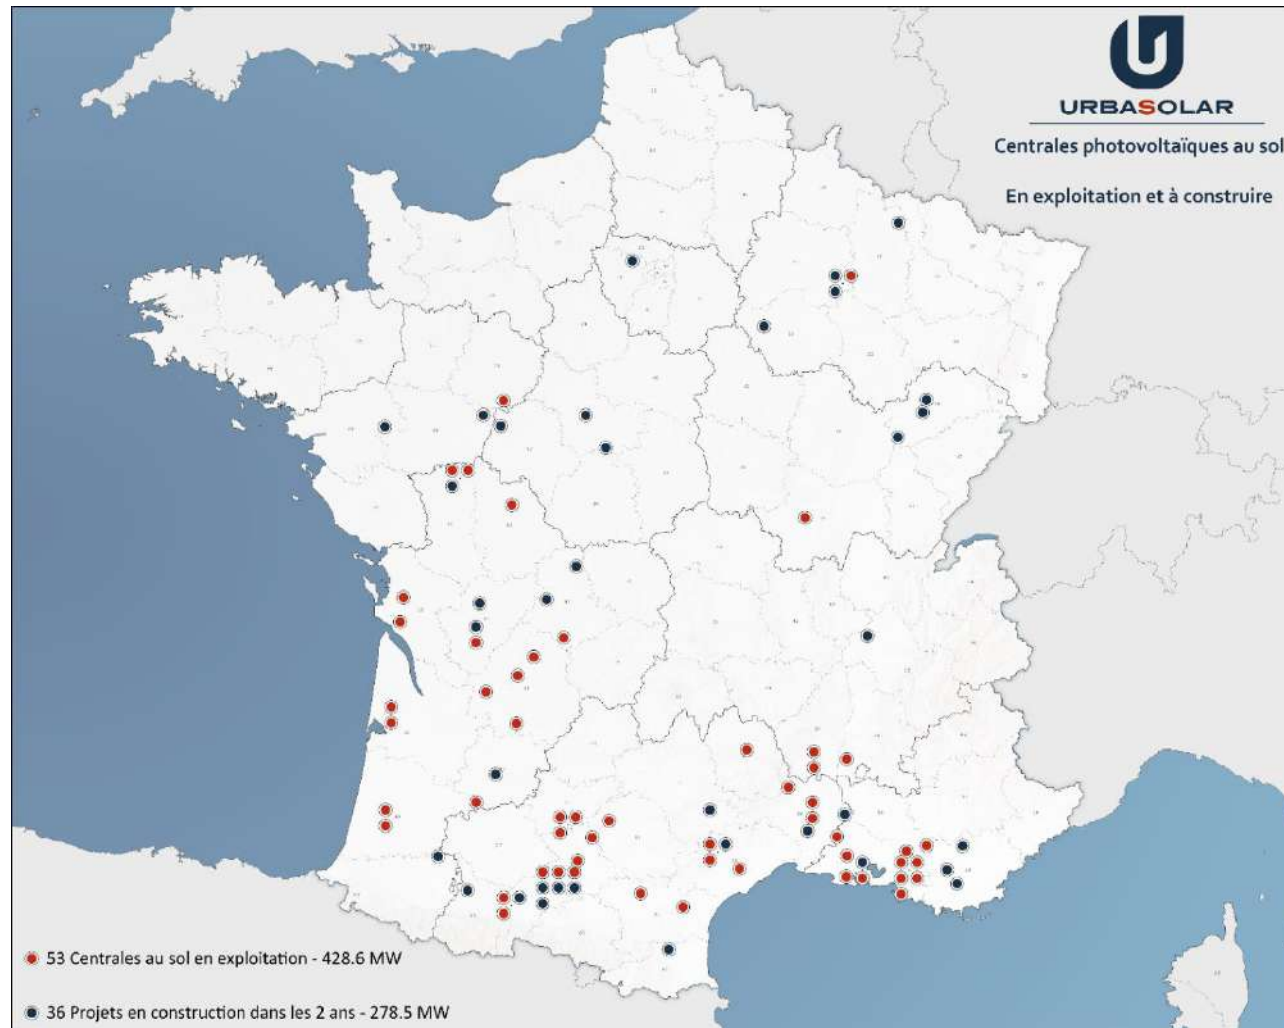 URBASOLAR
Centrales photovoltaïques au sol
En exploitation et à construire
53 Centrales au sol en exploitation - 428.6 MW
36 Projets en construction dans les 2 ans - 278.5 MW